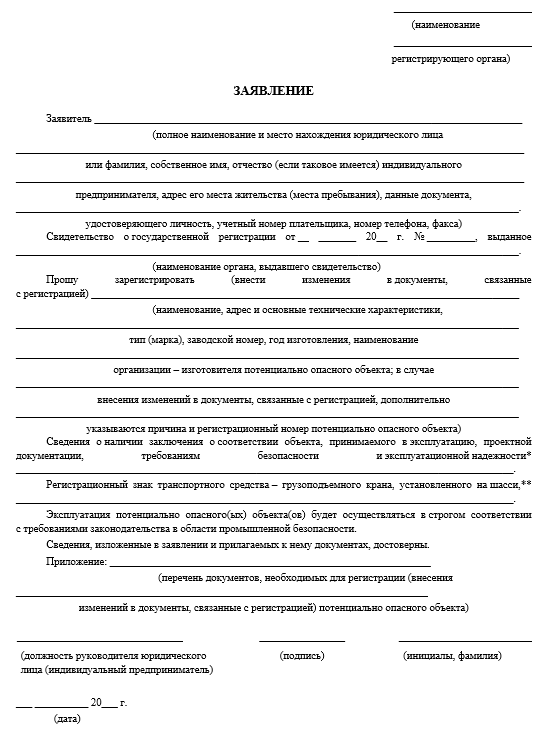 (наименование
регистрирующего органа)
ЗАЯВЛЕНИЕ
Заявитель
(полное наименование и место нахождения юридического лица
или фамилия, собственное имя, отчество (если таковое имеется) индивидуального
предпринимателя, адрес его места жительства (места пребывания), данные документа,
.
удостоверяющего личность, учетный номер плательщика, номер телефона, факса)
Свидетельство о государственной регистрации от__ _______ 20__ г. №_________, выданное
.
(наименование органа, выдавшего свидетельство)
Прошу зарегистрировать (внести изменения в документы, связанные
с регистрацией)
(наименование, адрес и основные технические характеристики,
тип (марка), заводской номер, год изготовления, наименование
организации – изготовителя потенциально опасного объекта; в случае
внесения изменений в документы, связанные с регистрацией, дополнительно
указываются причина и регистрационный номер потенциально опасного объекта)
Сведения о наличии заключения о соответствии объекта, принимаемого в эксплуатацию, проектной
документации, требованиям безопасности и эксплуатационной надежности*
.
Регистрационный знак транспортного средства – грузоподъемного крана, установленного на шасси,**
.
Эксплуатация потенциально опасного(ых) объекта(ов) будет осуществляться в строгом соответствии
с требованиями законодательства в области промышленной безопасности.
Сведения, изложенные в заявлении и прилагаемых к нему документах, достоверны.
Приложение:
(перечень документов, необходимых для регистрации (внесения
изменений в документы, связанные с регистрацией) потенциально опасного объекта)
(должность руководителя юридического (подпись) (инициалы, фамилия)
лица (индивидуальный предприниматель)
___ __________ 20___ г.
(дата)